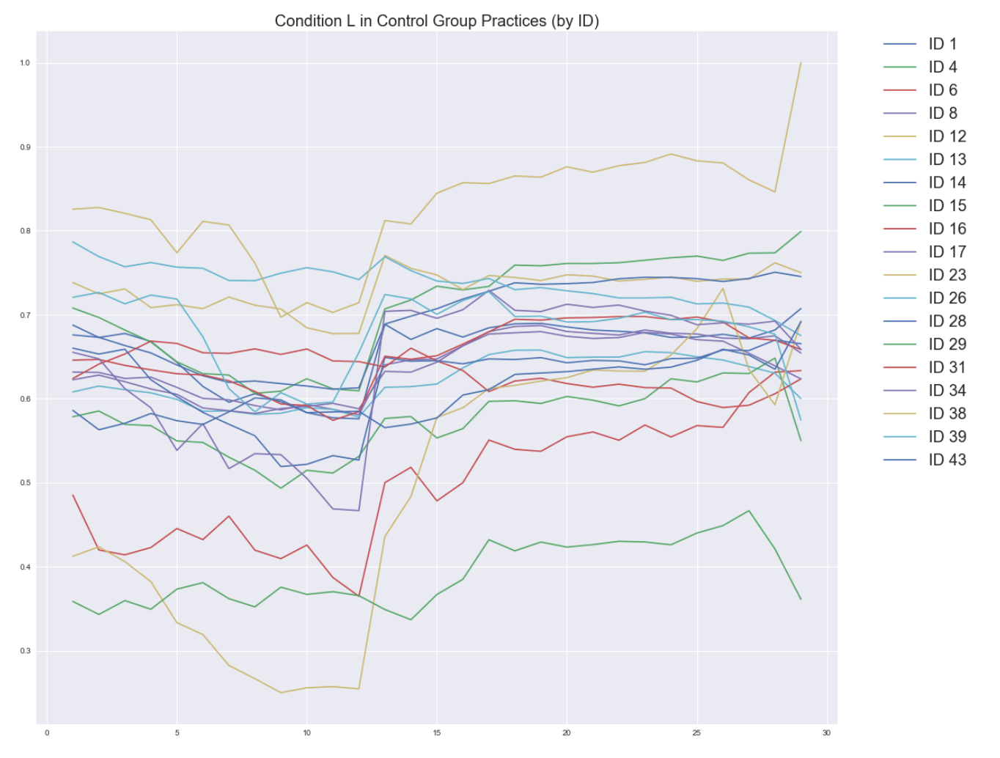 Condition L in Control Group Practices (by ID)
1.0
0.9
0.8
0.7
0.6
0.5
0.4
0.3
0
5
10
15
20
25
30
ID 1
ID 4
ID 6
ID 8
ID 12
ID 13
ID 14
ID 15
ID 16
ID 17
ID 23
ID 26
ID 28
ID 29
ID 31
ID 34
ID 38
ID 39
ID 43